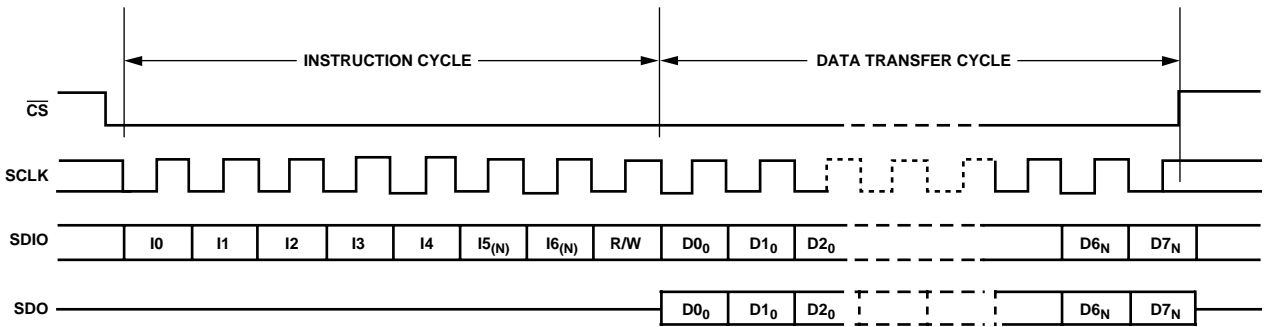 INSTRUCTION CYCLE DATA TRANSFER CYCLE
CS
SCLK
SDIO I0 I1 I2 I3 I4 I5(N) I6(N) R/W D00 D10 D20 D6N D7N
SDO D00 D10 D20 D6N D7N